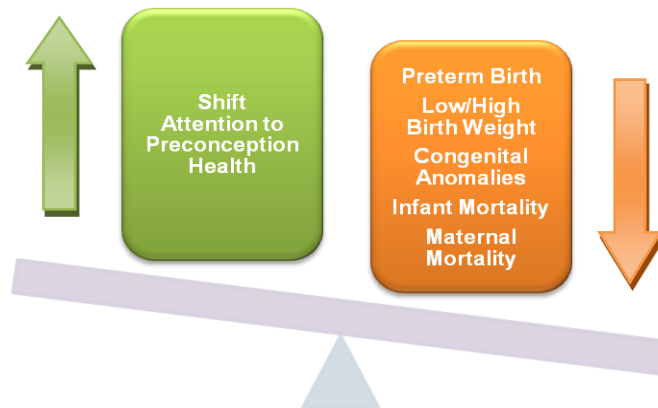 Shift
Attention to
Preconception
Health
Preterm Birth
Low/High
Birth Weight
Congenital
Anomalies
Infant Mortality
Maternal
Mortality